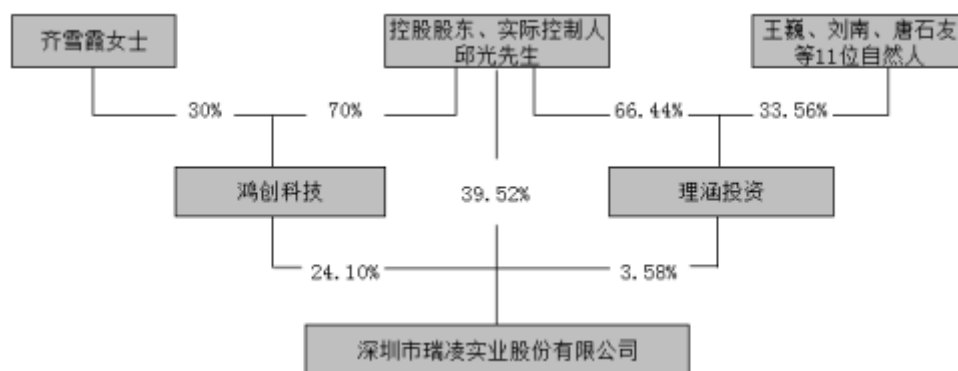 齐雪霞女士
控股股东、实际控制人
邱光先生
王巍、刘南、唐石友
等11位自然人
30%
70%
66.44%
33.56%
鸿创科技
39.52%
理涵投资
24.10%
3.58%
深圳市瑞凌实业股份有限公司